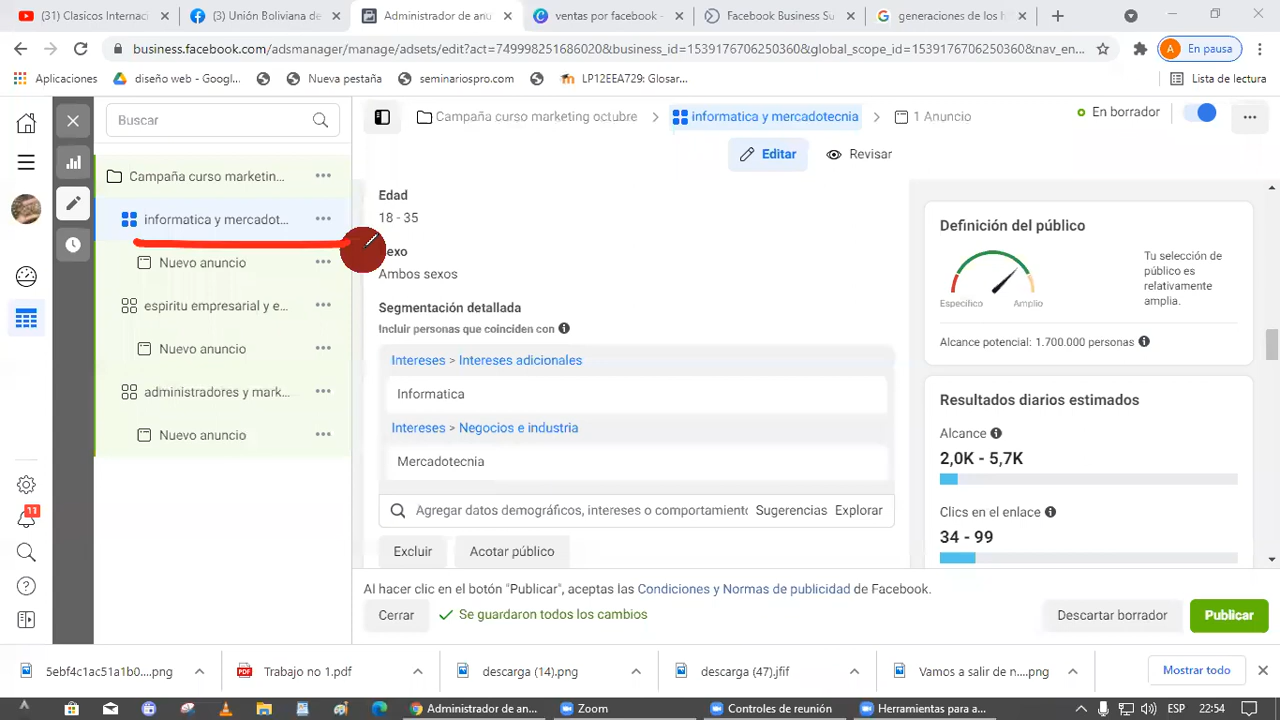 (31) Clasicos Internaci
(3) Unión Boliviana de
Administrador de anu
ventas por facebook -
Facebook Business Su
generaciones de los h
business.facebook.com/adsmanager/manage/adsets/edit?act=749998251686020&business_id=1539176706250360&global_scope_id=1539176706250360&nav_en...
A En pausa
Aplicaciones
diseño web - Googl...
Nueva pestaña
seminariospro.com
LP12EEA729: Glosar...
Lista de lectura
Buscar
Campaña curso marketing octubre
informatica y mercadotecnia
1 Anuncio
En borrador
Editar
Revisar
Campaña curso marketin...
informatica y mercadot...
Nuevo anuncio
espiritu empresarial y e...
Nuevo anuncio
administradores y mark...
Nuevo anuncio
11
Edad
18 - 35
Sexo
Ambos sexos
Segmentación detallada
Incluir personas que coinciden con
Intereses > Intereses adicionales
Informatica
Intereses > Negocios e industria
Mercadotecnia
Agregar datos demográficos, intereses o comportamiento
Sugerencias
Explorar
Excluir
Acotar público
Definición del público
Específico
Amplio
Tu selección de
público es
relativamente
amplia.
Alcance potencial: 1.700.000 personas
Resultados diarios estimados
Alcance
2,0K - 5,7K
Clics en el enlace
34 - 99
Al hacer clic en el botón "Publicar", aceptas las Condiciones y Normas de publicidad de Facebook.
Cerrar
Se guardaron todos los cambios
Descartar borrador
Publicar
5ebf4c1ac51a1b0....png
Trabajo no 1.pdf
descarga (14).png
descarga (47).jfif
Vamos a salir de n....png
Mostrar todo
Administrador de an...
Zoom
Controles de reunión
Herramientas para a...
ESP
22:54